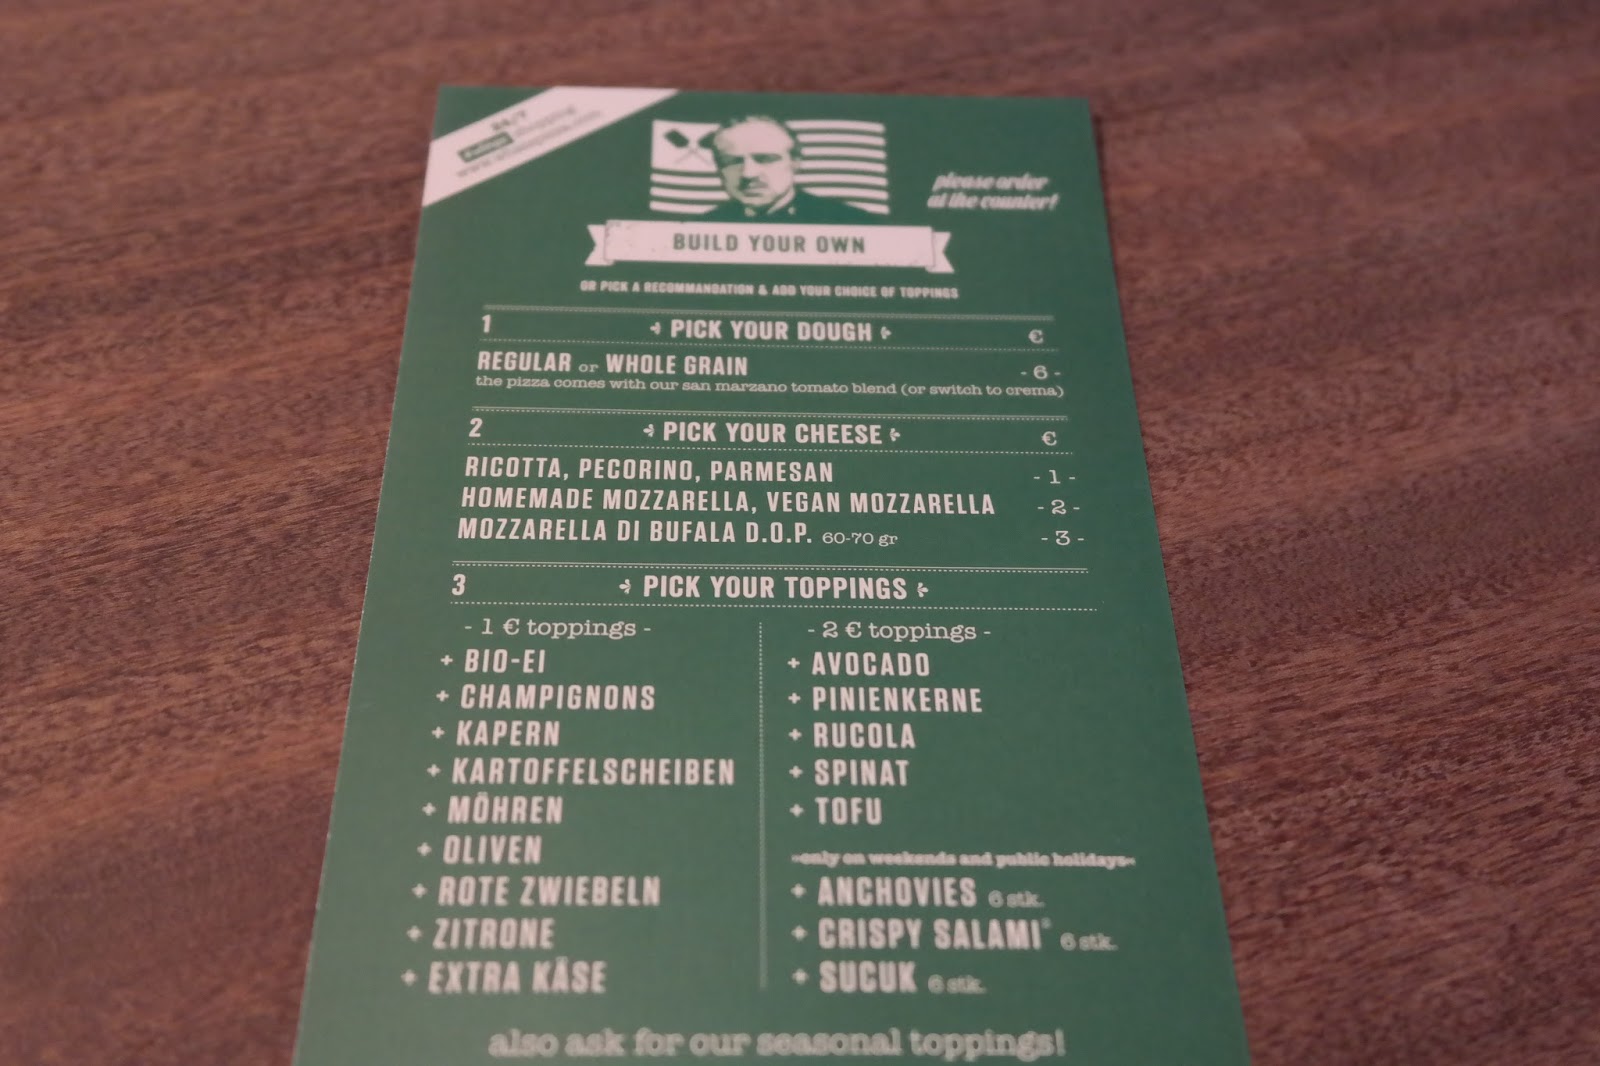 24/7
please order
at the counter!
BUILD YOUR OWN
OR PICK A RECOMMANDATION & ADD YOUR CHOICE OF TOPPINGS
1 PICK YOUR DOUGH €
REGULAR or WHOLE GRAIN - 6 -
the pizza comes with our san marzano tomato blend (or switch to crema)
2 PICK YOUR CHEESE €
RICOTTA, PECORINO, PARMESAN - 1 -
HOMEMADE MOZZARELLA, VEGAN MOZZARELLA - 2 -
MOZZARELLA DI BUFALA D.O.P. 60-70 gr - 3 -
3 PICK YOUR TOPPINGS
- 1 € toppings -
+ BIO-EI
+ CHAMPIGNONS
+ KAPERN
+ KARTOFFELSCHEIBEN
+ MÖHREN
+ OLIVEN
+ ROTE ZWIEBELN
+ ZITRONE
+ EXTRA KÄSE
- 2 € toppings -
+ AVOCADO
+ PINIENKERNE
+ RUCOLA
+ SPINAT
+ TOFU
~only on weekends and public holidays~
+ ANCHOVIES 6 stk.
+ CRISPY SALAMI* 6 stk.
+ SUCUK 6 stk.
also ask for our seasonal toppings!